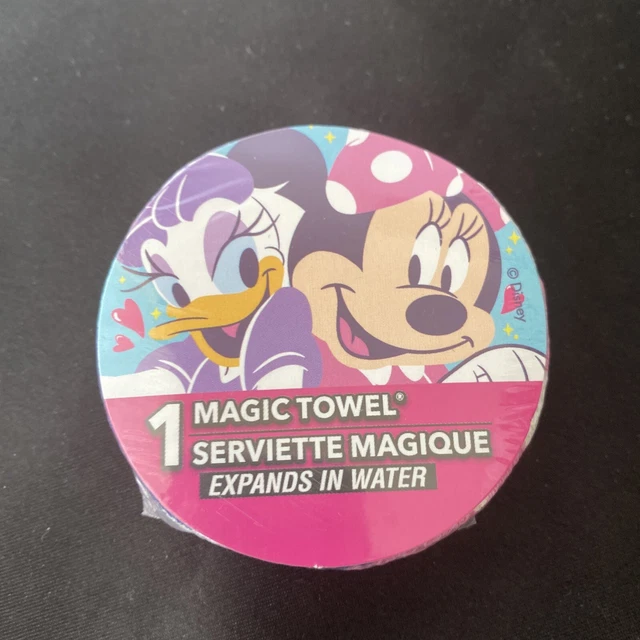 © Disney
1 MAGIC TOWEL®
SERVIETTE MAGIQUE
EXPANDS IN WATER